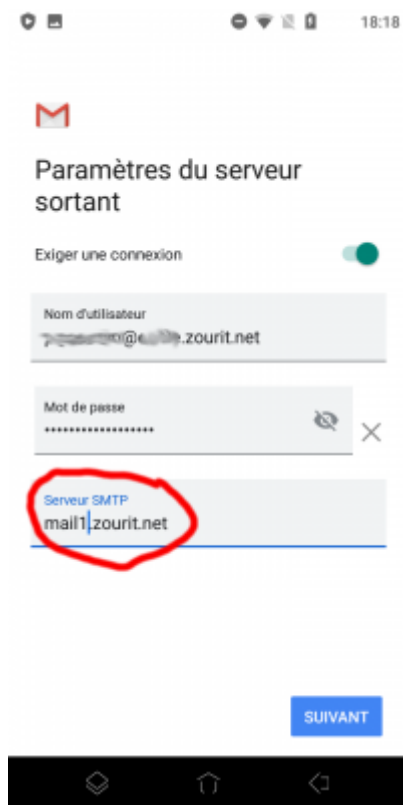 18:18
Paramètres du serveur
sortant
Exiger une connexion
Nom d'utilisateur
.zourit.net
Mot de passe
••••••••••••••••••
Serveur SMTP
mail1.zourit.net
SUIVANT